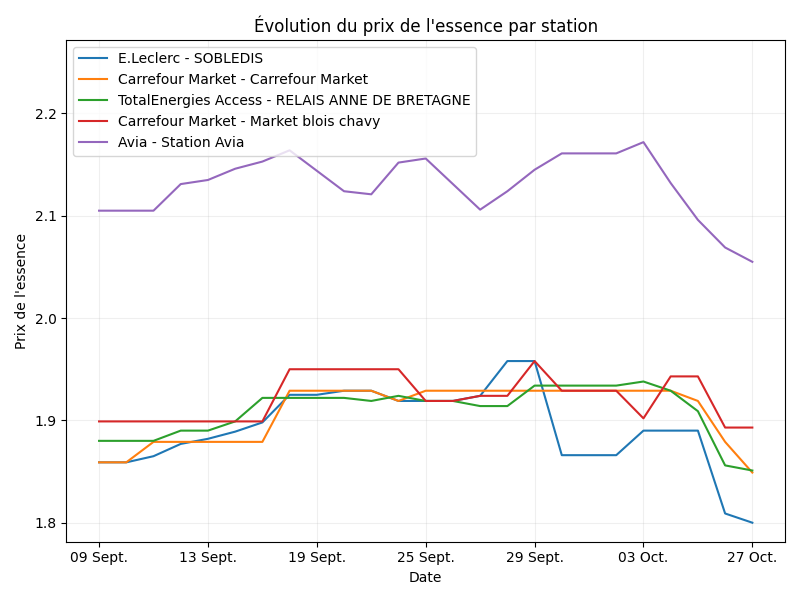 Évolution du prix de l'essence par station
E.Leclerc - SOBLEDIS
Carrefour Market - Carrefour Market
TotalEnergies Access - RELAIS ANNE DE BRETAGNE
Carrefour Market - Market blois chavy
Avia - Station Avia
Prix de l'essence
2.2
2.1
2.0
1.9
1.8
09 Sept. 13 Sept. 19 Sept. 25 Sept. 29 Sept. 03 Oct. 27 Oct.
Date